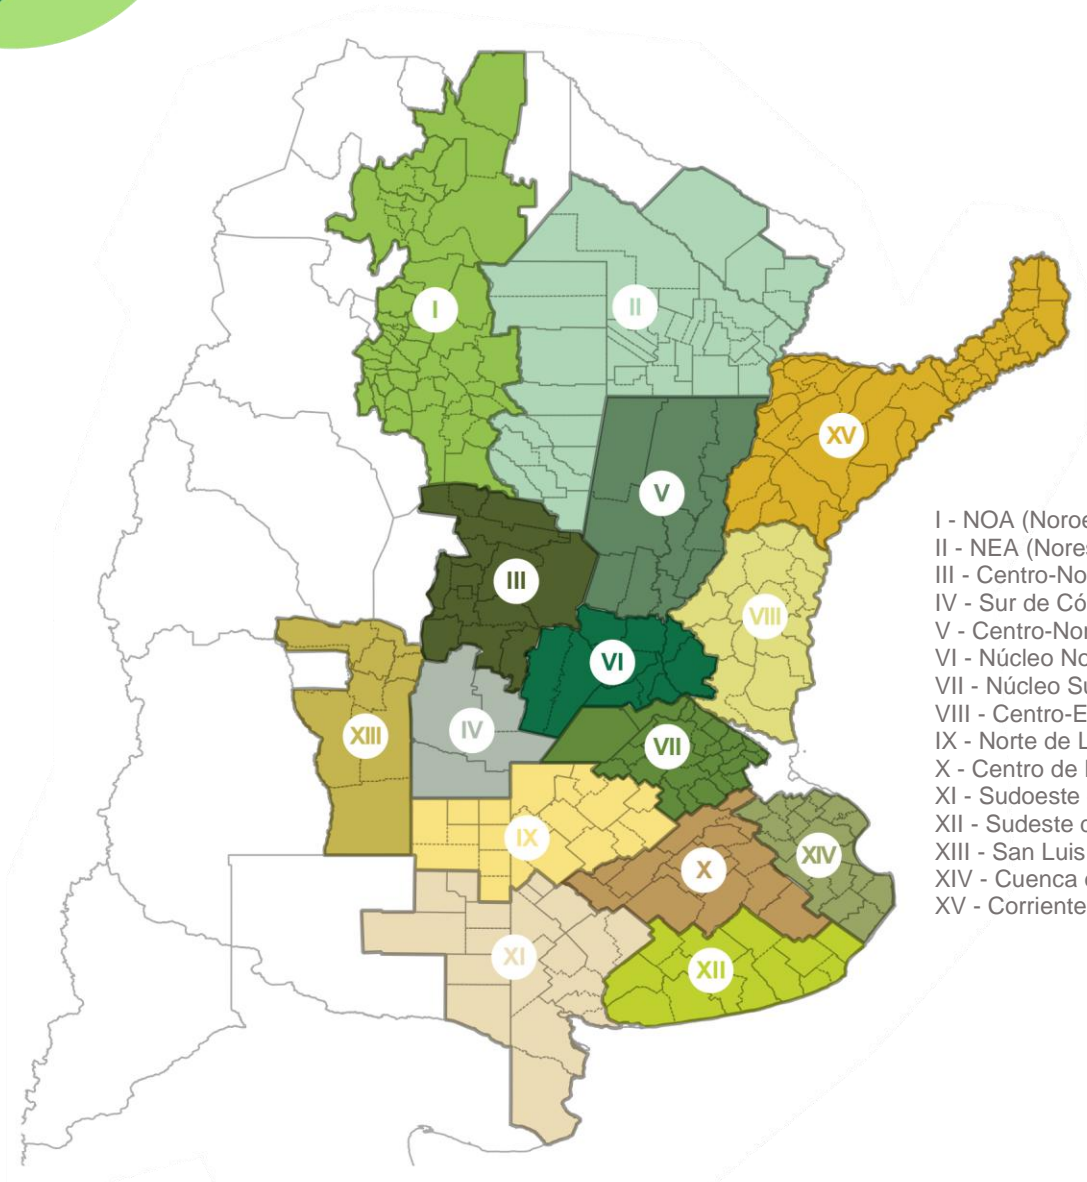 I
II
XV
V
III
VIII
VI
IV
XIII
VII
IX
XIV
X
XI
XII
I - NOA (Noroe
II - NEA (Nores
III - Centro-No
IV - Sur de Có
V - Centro-Nor
VI - Núcleo No
VII - Núcleo Su
VIII - Centro-E
IX - Norte de L
X - Centro de
XI - Sudoeste
XII - Sudeste
XIII - San Luis
XIV - Cuenca
XV - Corriente